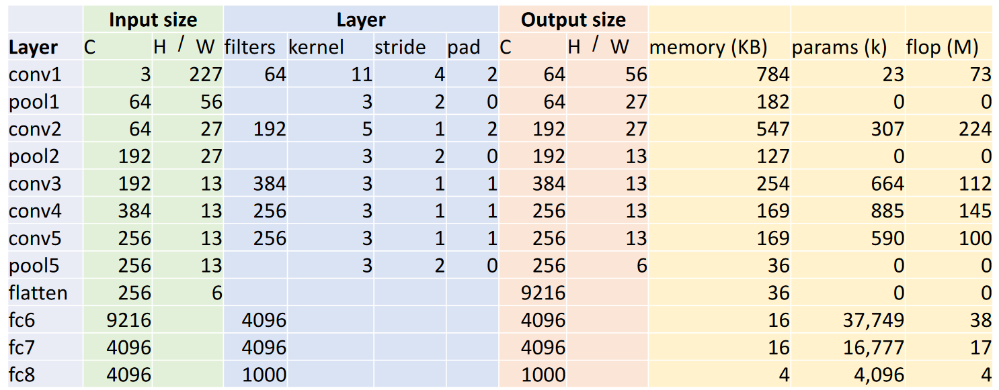 Input size Layer Output size
Layer C H / W filters kernel stride pad C H / W memory (KB) params (k) flop (M)
conv1 3 227 64 11 4 2 64 56 784 23 73
pool1 64 56 3 2 0 64 27 182 0 0
conv2 64 27 192 5 1 2 192 27 547 307 224
pool2 192 27 3 2 0 192 13 127 0 0
conv3 192 13 384 3 1 1 384 13 254 664 112
conv4 384 13 256 3 1 1 256 13 169 885 145
conv5 256 13 256 3 1 1 256 13 169 590 100
pool5 256 13 3 2 0 256 6 36 0 0
flatten 256 6 9216 36 0 0
fc6 9216 4096 4096 16 37,749 38
fc7 4096 4096 4096 16 16,777 17
fc8 4096 1000 1000 4 4,096 4